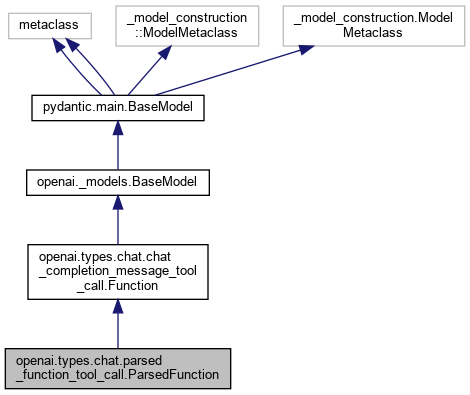 metaclass
_model_construction
::ModelMetaclass
_model_construction.Model
Metaclass
pydantic.main.BaseModel
openai._models.BaseModel
openai.types.chat.chat
_completion_message_tool
_call.Function
openai.types.chat.parsed
_function_tool_call.ParsedFunction